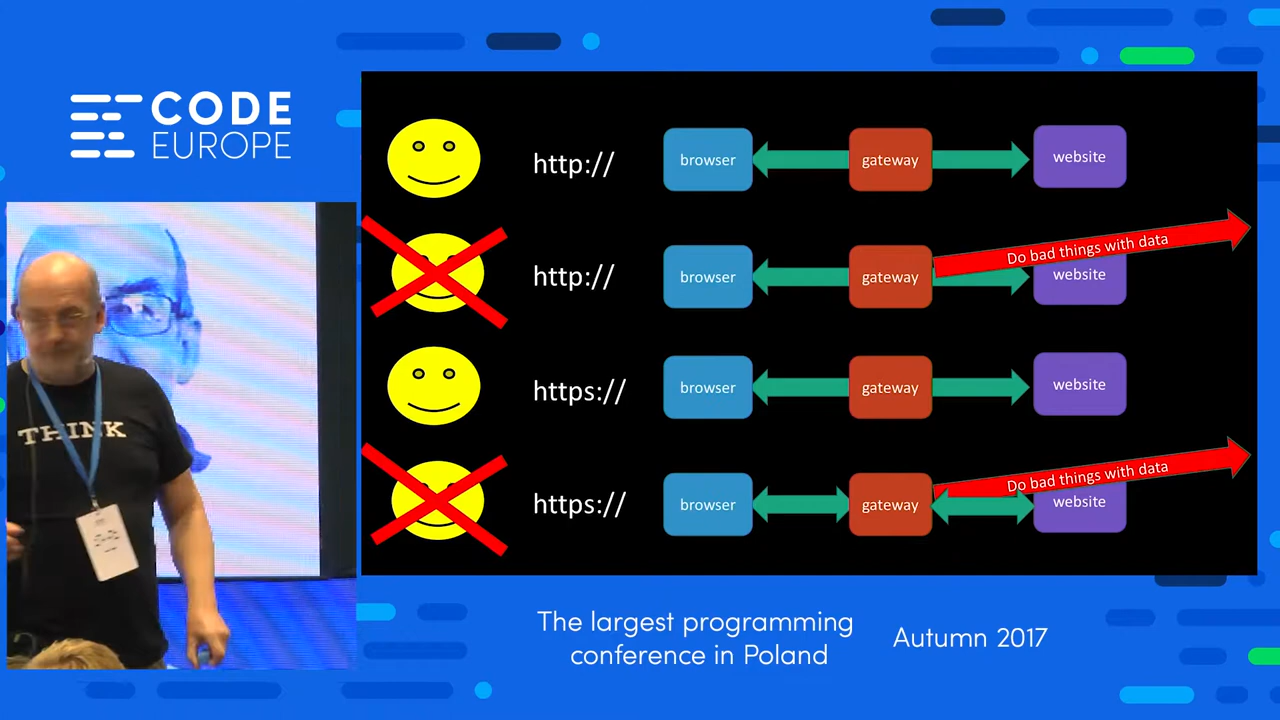 CODE
EUROPE
http://
browser
gateway
website
http://
browser
gateway
Do bad things with data
website
https://
browser
gateway
website
https://
browser
gateway
Do bad things with data
website
THINK
The largest programming
conference in Poland
Autumn 2017